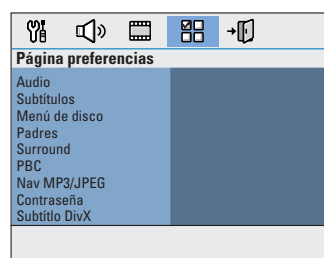 Página preferencias
Audio
Subtítulos
Menú de disco
Padres
Surround
PBC
Nav MP3/JPEG
Contraseña
Subtítlo DivX